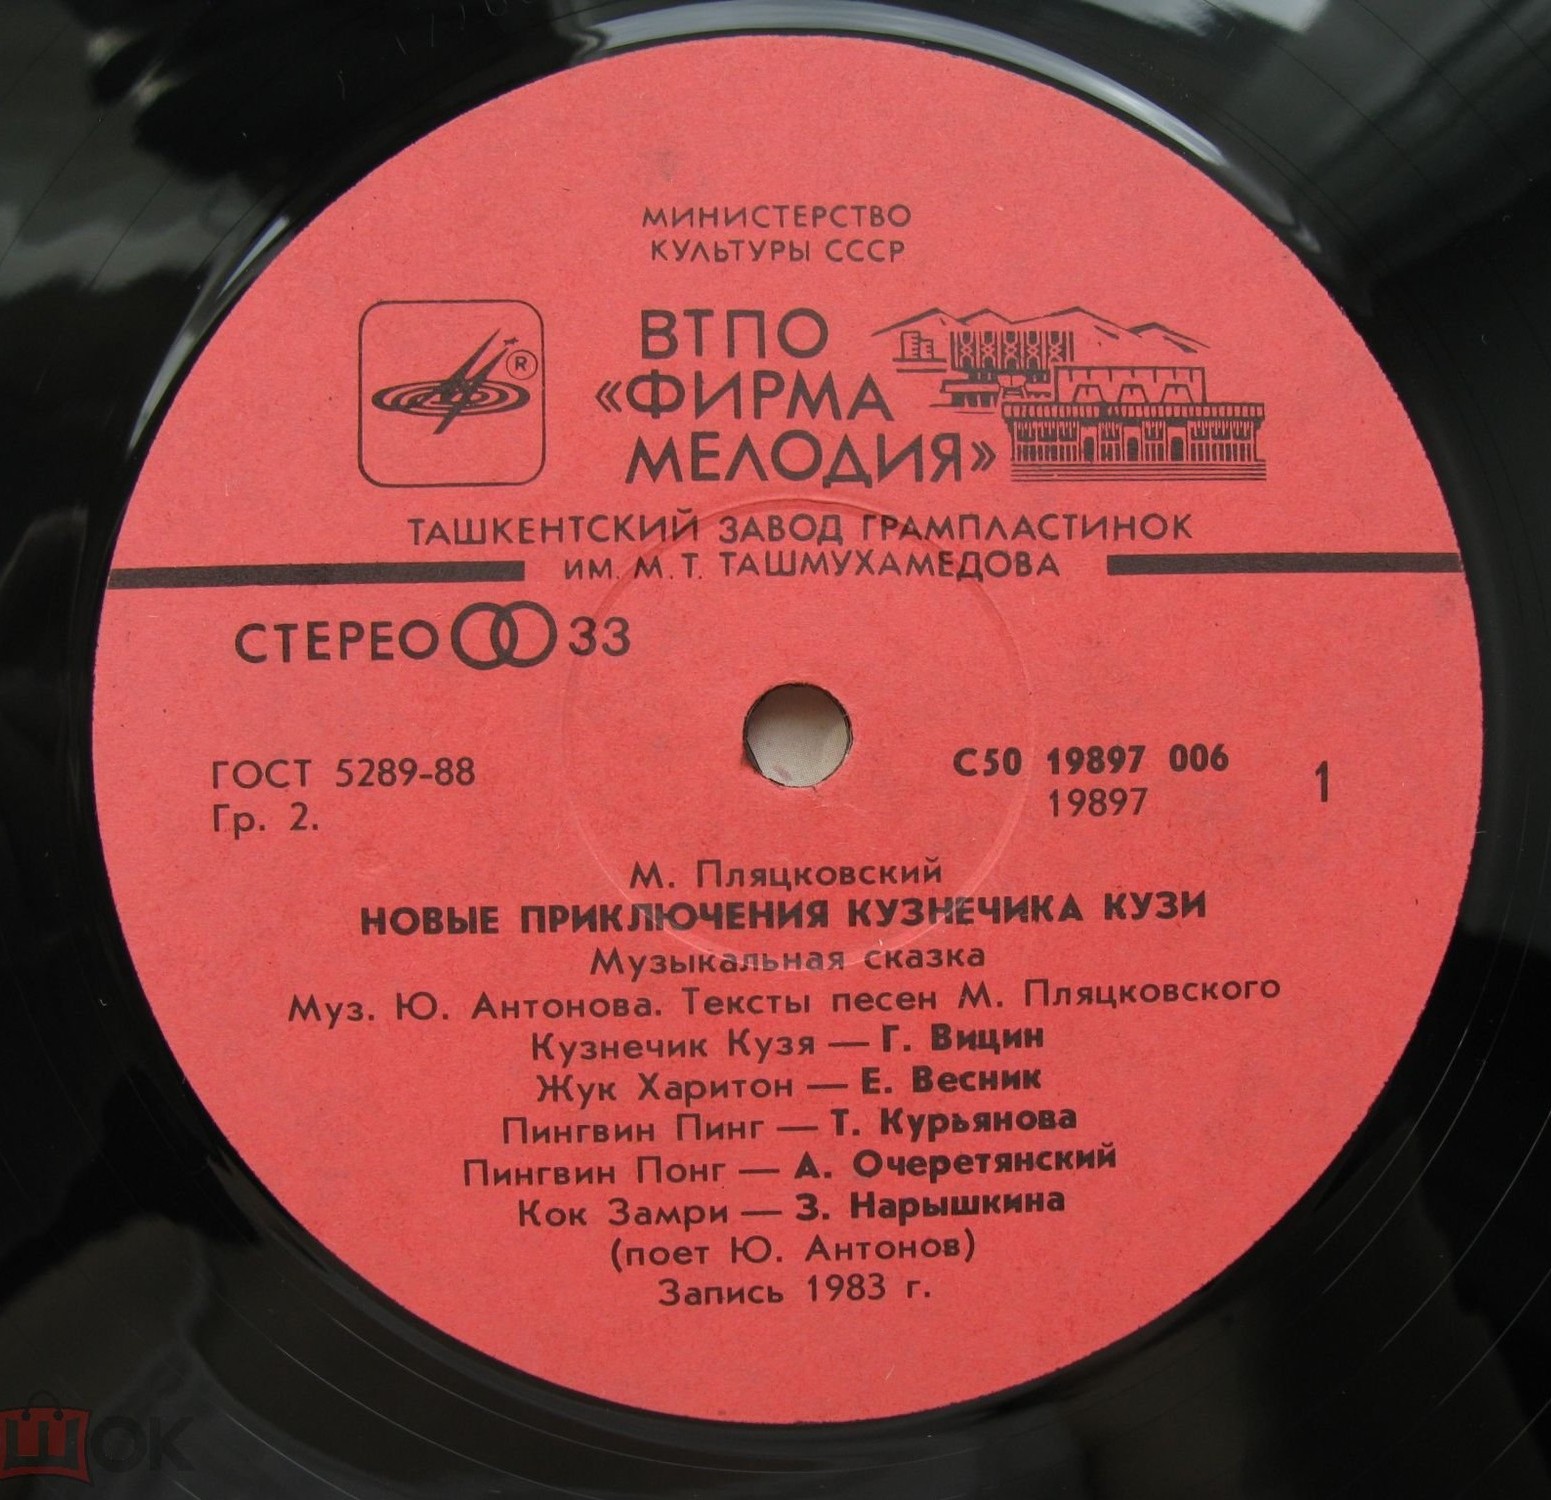 МИНИСТЕРСТВО
КУЛЬТУРЫ СССР
ВТПО
«ФИРМА
МЕЛОДИЯ»
®
ТАШКЕНТСКИЙ ЗАВОД ГРАМПЛАСТИНОК
ИМ. М. Т. ТАШМУХАМЕДОВА
СТЕРЕО 33
ГОСТ 5289-88
Гр. 2.
С50 19897 006
19897
1
М. Пляцковский
НОВЫЕ ПРИКЛЮЧЕНИЯ КУЗНЕЧИКА КУЗИ
Музыкальная сказка
Муз. Ю. Антонова. Тексты песен М. Пляцковского
Кузнечик Кузя — Г. Вицин
Жук Харитон — Е. Весник
Пингвин Пинг — Т. Курьянова
Пингвин Понг — А. Очеретянский
Кок Замри — З. Нарышкина
(поет Ю. Антонов)
Запись 1983 г.
ШОК